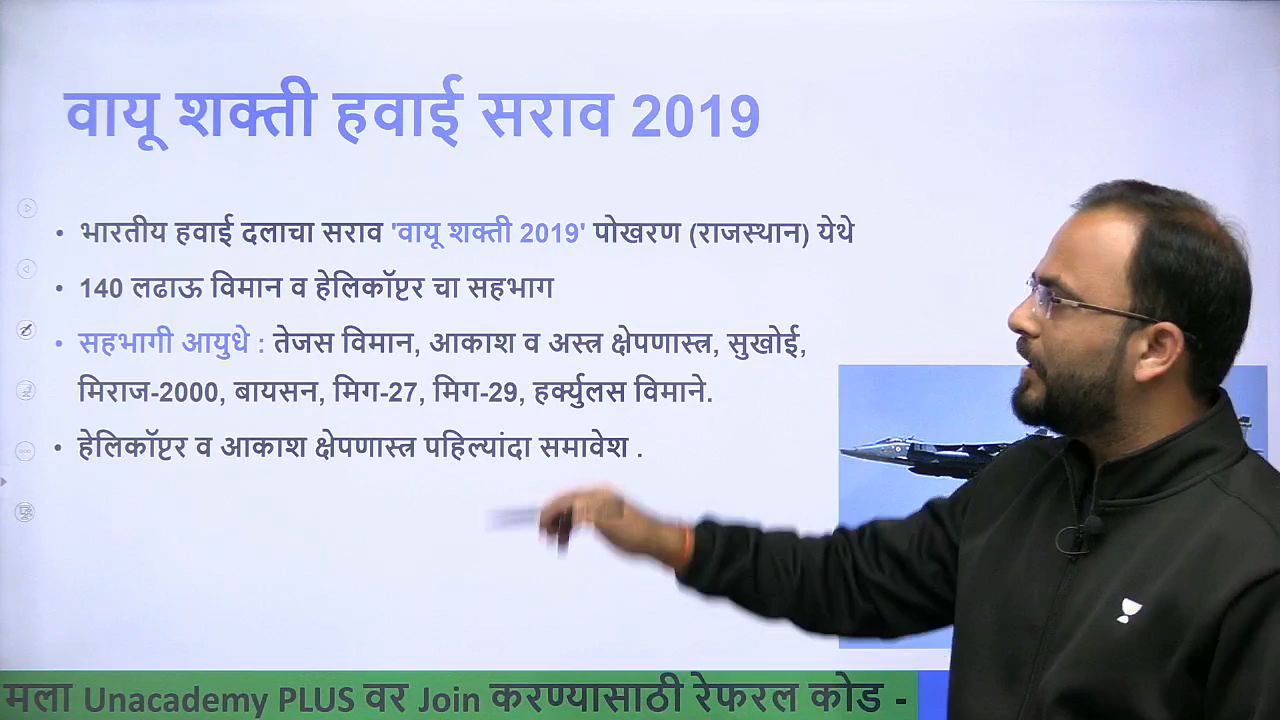 वायू शक्ती हवाई सराव 2019
• भारतीय हवाई दलाचा सराव 'वायू शक्ती 2019' पोखरण (राजस्थान) येथे
• 140 लढाऊ विमान व हेलिकॉप्टर चा सहभाग
• सहभागी आयुधे : तेजस विमान, आकाश व अस्त्र क्षेपणास्त्र, सुखोई,
मिराज-2000, बायसन, मिग-27, मिग-29, हर्क्युलस विमाने.
• हेलिकॉप्टर व आकाश क्षेपणास्त्र पहिल्यांदा समावेश .
मला Unacademy PLUS वर Join करण्यासाठी रेफरल कोड -